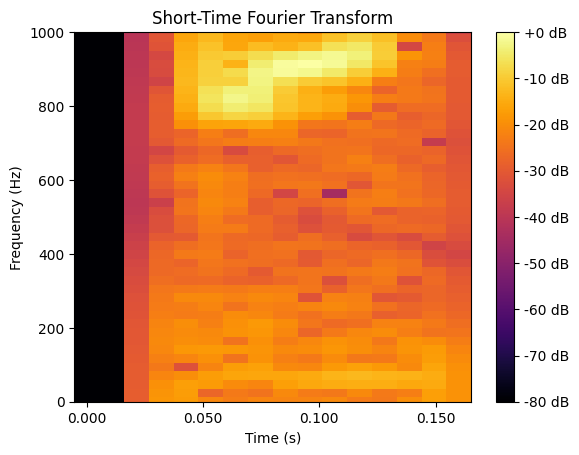 Short-Time Fourier Transform
1000
800
600
400
200
0
Frequency (Hz)
0.000
0.050
0.100
0.150
Time (s)
+0 dB
-10 dB
-20 dB
-30 dB
-40 dB
-50 dB
-60 dB
-70 dB
-80 dB